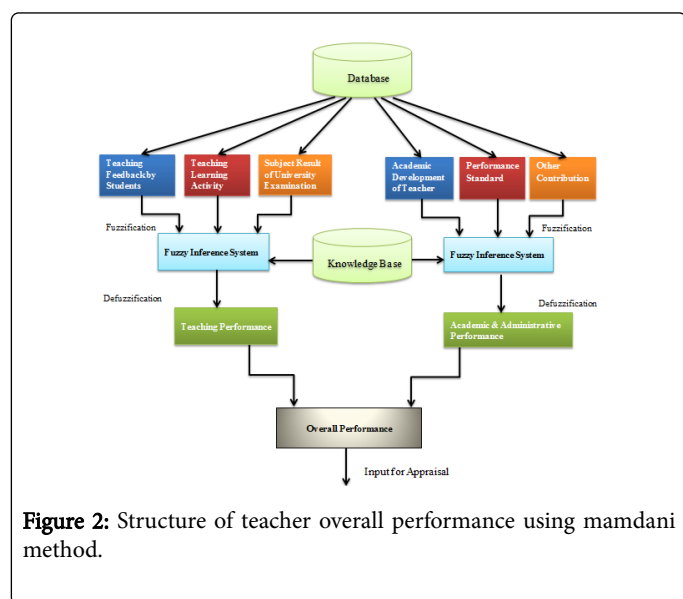 Database
Teaching
Feedback by
Students
Teaching
Learning
Activity
Subject Result
of University
Examination
Academic
Development
of Teacher
Performance
Standard
Other
Contribution
Fuzzification
Fuzzification
Fuzzy Inference System
Knowledge Base
Fuzzy Inference System
Defuzzification
Defuzzification
Teaching Performance
Academic & Administrative
Performance
Overall Performance
Input for Appraisal
Figure 2: Structure of teacher overall performance using mamdani
method.